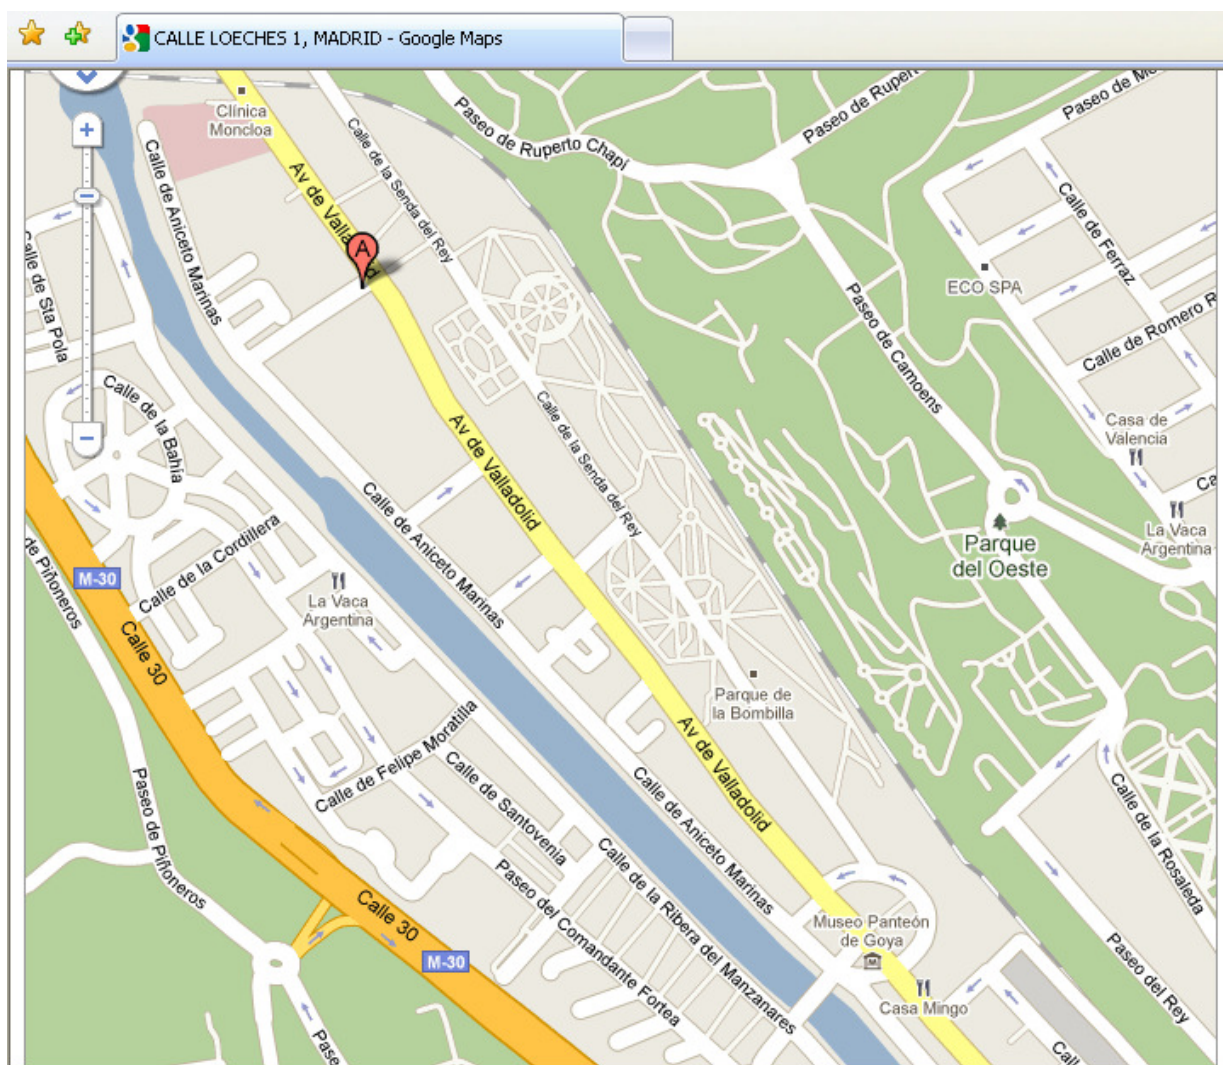 CALLE LOECHES 1, MADRID - Google Maps
Clínica
Moncloa
Calle de la Senda del Rey
Paseo de Ruperto Chapí
Paseo de Rupert
Paseo de Mo
Calle de Aniceto Marinas
Av de Valladolid
A
Calle de Ferraz
ECO SPA
Calle de Sta Pola
Paseo de Camoens
Calle de Romero R
Calle de la Bahía
Av de Valladolid
Calle de la Senda del Rey
Casa de
Valencia
Ca
La Vaca
Argentina
Parque
del Oeste
Calle de Aniceto Marinas
Calle de la Cordillera
de Piñoneros
M-30
La Vaca
Argentina
Calle 30
Parque de
la Bombilla
Av de Valladolid
Calle de Felipe Moratilla
Calle de Santovenia
Calle de Aniceto Marinas
Calle de la Rosaleda
Paseo de Piñoneros
Calle de la Ribera del Manzanares
Paseo del Comandante Fortea
Calle 30
M-30
Museo Panteón
de Goya
M
Casa Mingo
Paseo del Rey
Pase
Call